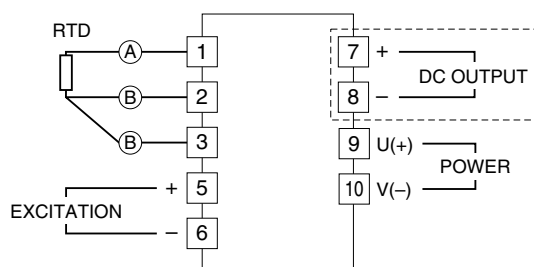 RTD
A 1
B 2
B 3
EXCITATION
+ 5
– 6
7 +
8 –
DC OUTPUT
9 U(+)
10 V(–)
POWER